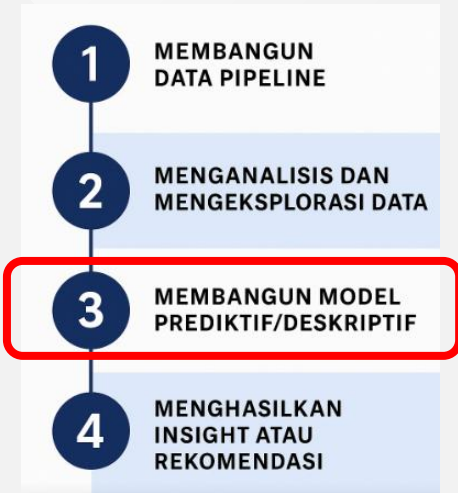 1
MEMBANGUN
DATA PIPELINE
2
MENGANALISIS DAN
MENGEKSPLORASI DATA
3
MEMBANGUN MODEL
PREDIKTIF/DESKRIPTIF
4
MENGHASILKAN
INSIGHT ATAU
REKOMENDASI